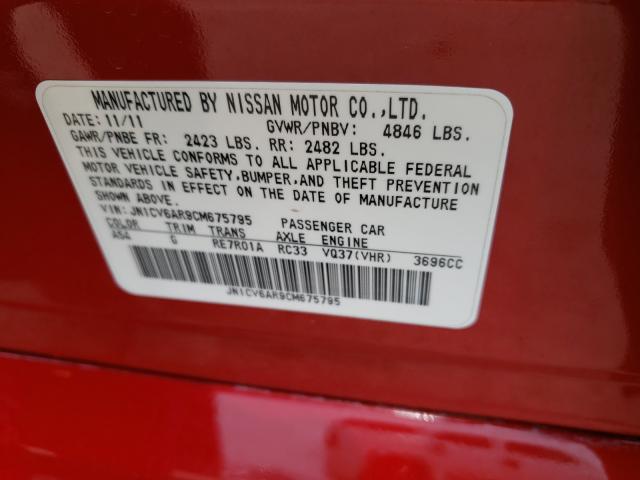 MANUFACTURED BY NISSAN MOTOR CO.,LTD.
DATE: 11/11 GVWR/PNBV: 4846 LBS.
GAWR/PNBE FR: 2423 LBS. RR: 2482 LBS.
THIS VEHICLE CONFORMS TO ALL APPLICABLE FEDERAL
MOTOR VEHICLE SAFETY,BUMPER,AND THEFT PREVENTION
STANDARDS IN EFFECT ON THE DATE OF MANUFACTURE
SHOWN ABOVE.
VIN: JN1CV6AR9CM675795 PASSENGER CAR
COLOR TRIM TRANS AXLE ENGINE
A54 G RE7R01A RC33 VQ37(VHR) 3696CC
JN1CV6AR9CM675795